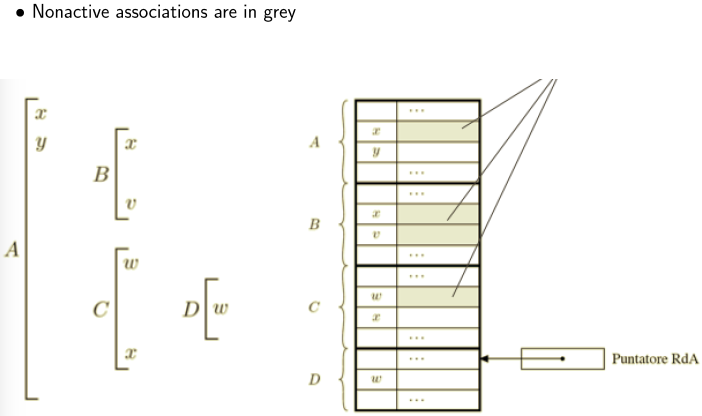 • Nonactive associations are in grey
x
y
B
x
v
A
C
w
x
D
w
A
...
x
y
...
B
...
x
v
...
C
...
w
x
...
D
...
w
...
Puntatore RdA